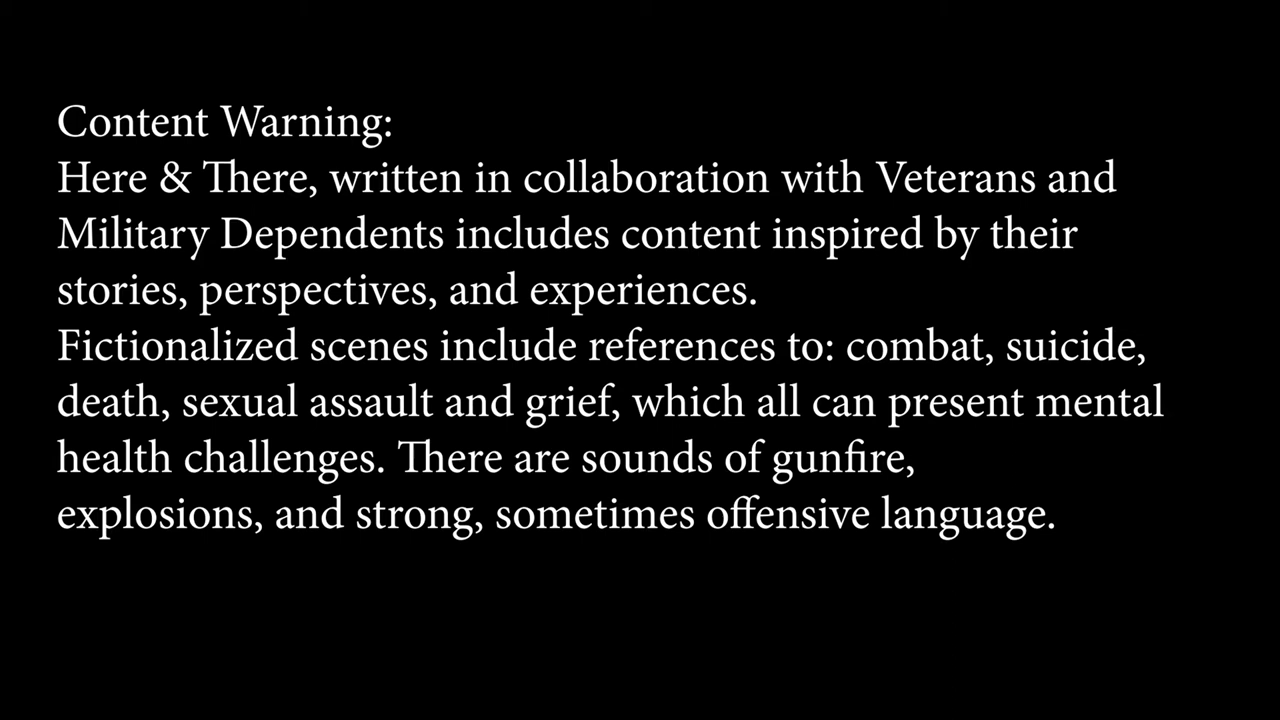 Content Warning:
Here & There, written in collaboration with Veterans and
Military Dependents includes content inspired by their
stories, perspectives, and experiences.
Fictionalized scenes include references to: combat, suicide,
death, sexual assault and grief, which all can present mental
health challenges. There are sounds of gunfire,
explosions, and strong, sometimes offensive language.